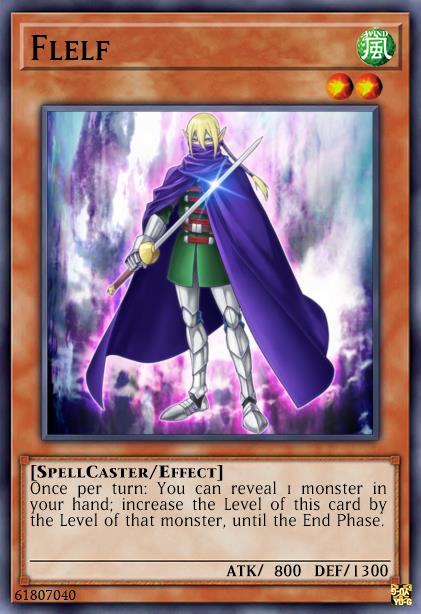 Flelf
WIND
風
[SpellCaster/Effect]
Once per turn: You can reveal 1 monster in
your hand; increase the Level of this card by
the Level of that monster, until the End Phase.
ATK/ 800 DEF/1300
61807040